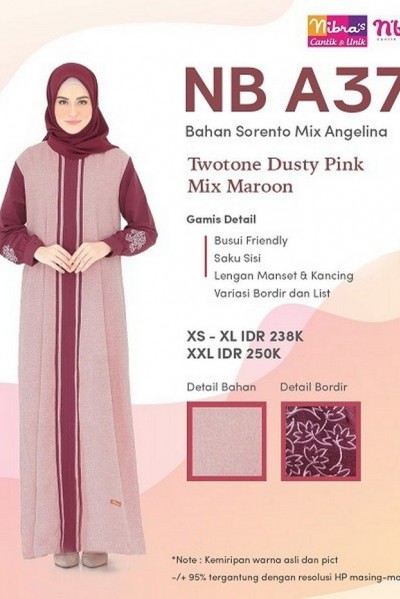 Nibra's
Cantik & Unik
NB A37
Bahan Sorento Mix Angelina
Twotone Dusty Pink
Mix Maroon
Gamis Detail
Busui Friendly
Saku Sisi
Lengan Manset & Kancing
Variasi Bordir dan List
XS - XL IDR 238K
XXL IDR 250K
Detail Bahan
Detail Bordir
*Note : Kemiripan warna asli dan pict
-/+ 95% tergantung dengan resolusi HP masing-ma